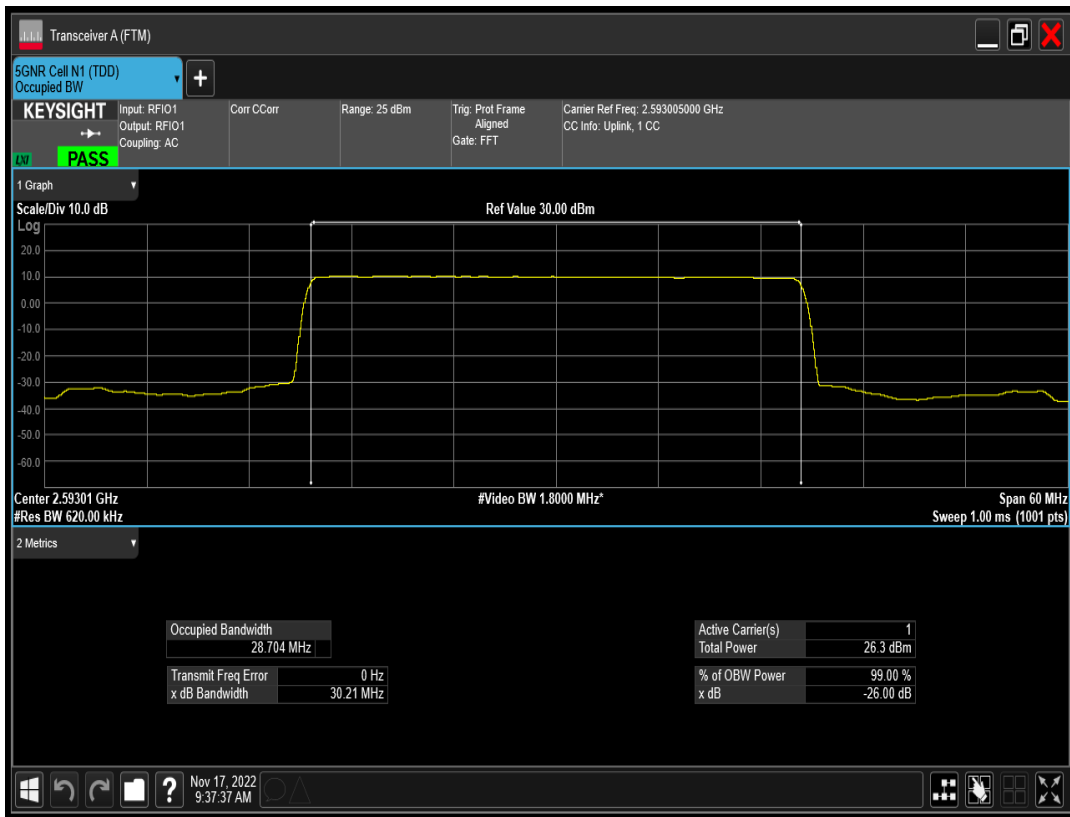 Transceiver A (FTM)
5GNR Cell N1 (TDD)
Occupied BW
+
KEYSIGHT
LXI
PASS
Input: RFIO1
Output: RFIO1
Coupling: AC
Corr CCorr
Range: 25 dBm
Trig: Prot Frame
Aligned
Gate: FFT
Carrier Ref Freq: 2.593005000 GHz
CC Info: Uplink, 1 CC
1 Graph
Scale/Div 10.0 dB
Ref Value 30.00 dBm
Log
20.0
10.0
0.00
-10.0
-20.0
-30.0
-40.0
-50.0
-60.0
Center 2.59301 GHz
#Video BW 1.8000 MHz*
Span 60 MHz
#Res BW 620.00 kHz
Sweep 1.00 ms (1001 pts)
2 Metrics
Occupied Bandwidth
28.704 MHz
Transmit Freq Error 0 Hz
x dB Bandwidth 30.21 MHz
Active Carrier(s) 1
Total Power 26.3 dBm
% of OBW Power 99.00 %
x dB -26.00 dB
?
Nov 17, 2022
9:37:37 AM